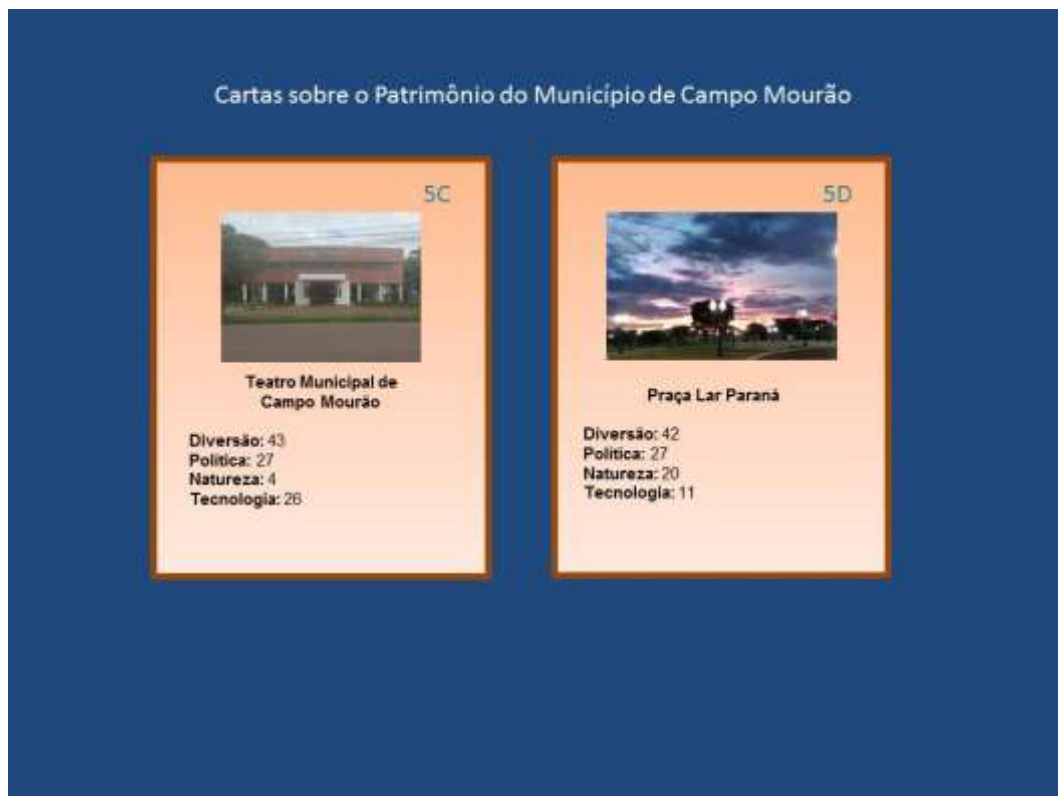 Cartas sobre o Patrimônio do Município de Campo Mourão
5C
Teatro Municipal de
Campo Mourão
Diversão: 43
Política: 27
Natureza: 4
Tecnologia: 26
5D
Praça Lar Paraná
Diversão: 42
Política: 27
Natureza: 20
Tecnologia: 11